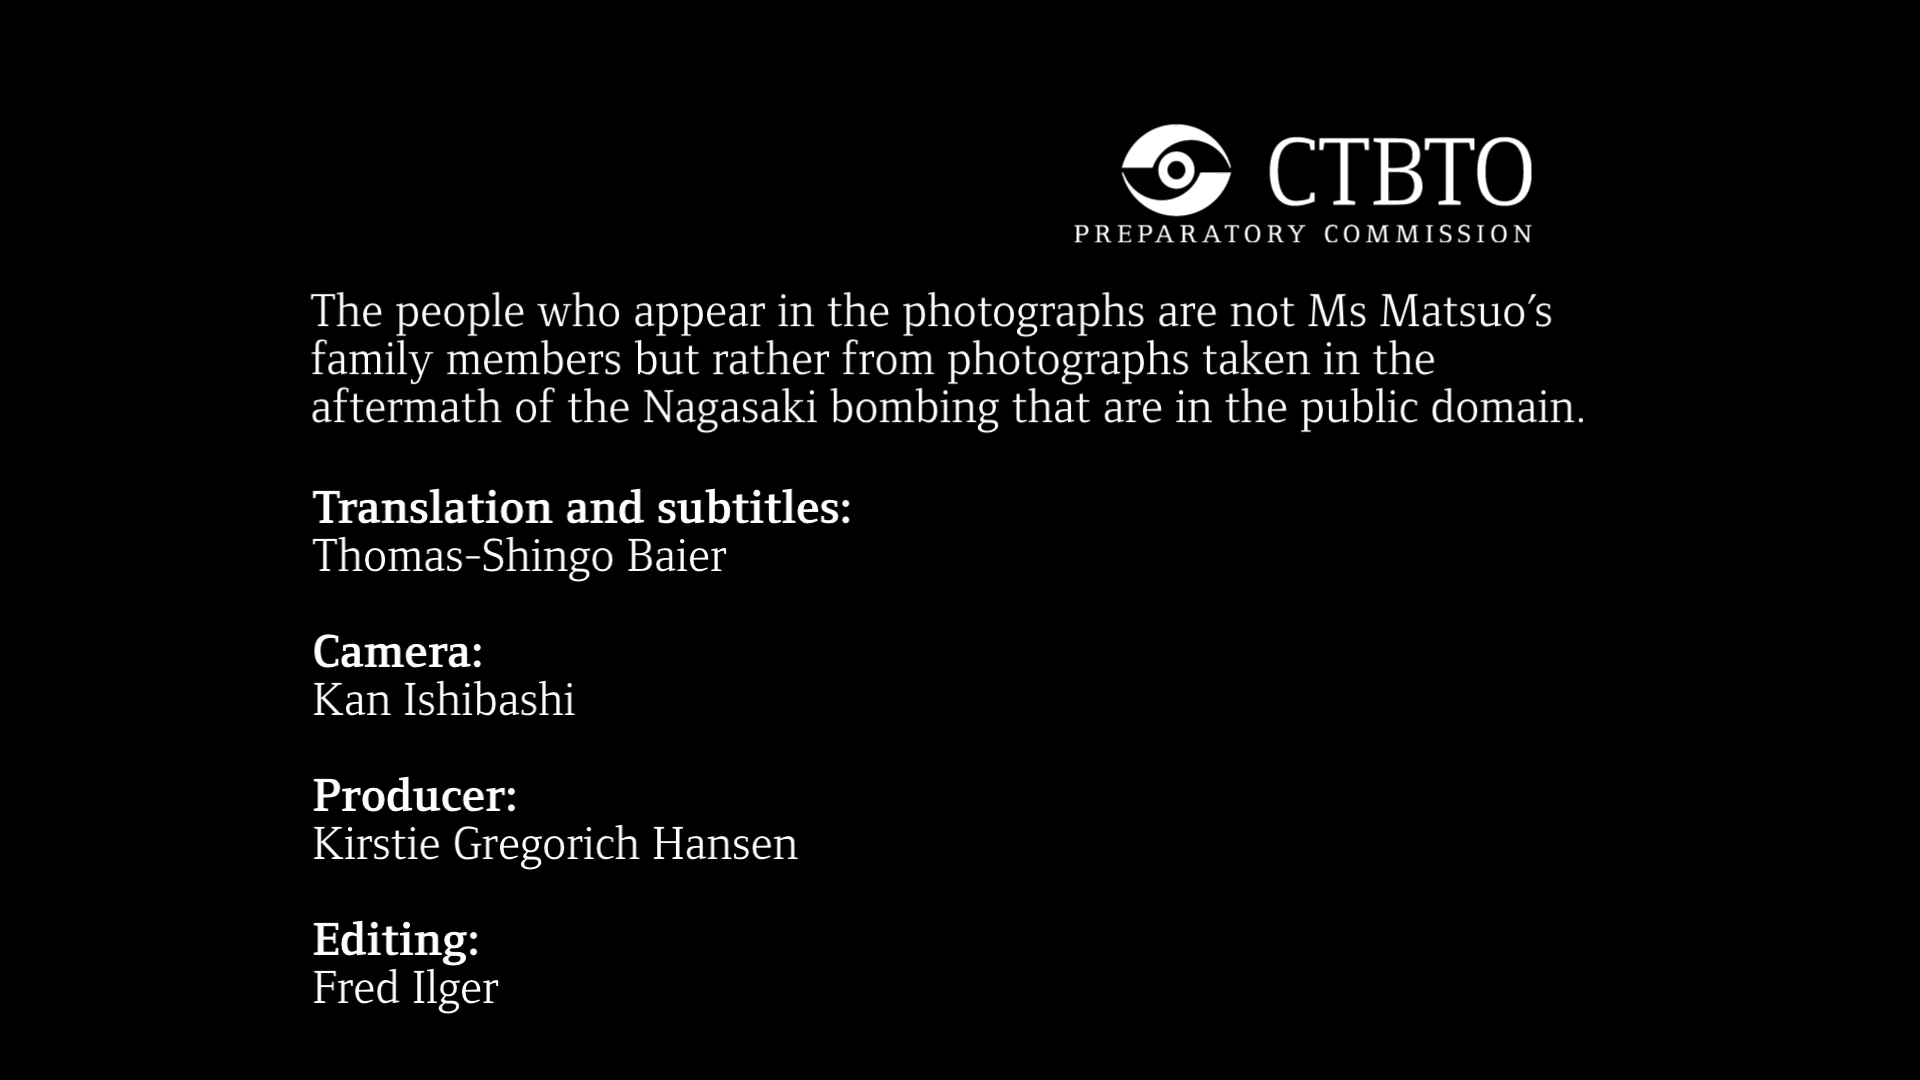 CTBTO
PREPARATORY COMMISSION
The people who appear in the photographs are not Ms Matsuo's
family members but rather from photographs taken in the
aftermath of the Nagasaki bombing that are in the public domain.
Translation and subtitles:
Thomas-Shingo Baier
Camera:
Kan Ishibashi
Producer:
Kirstie Gregorich Hansen
Editing:
Fred Ilger